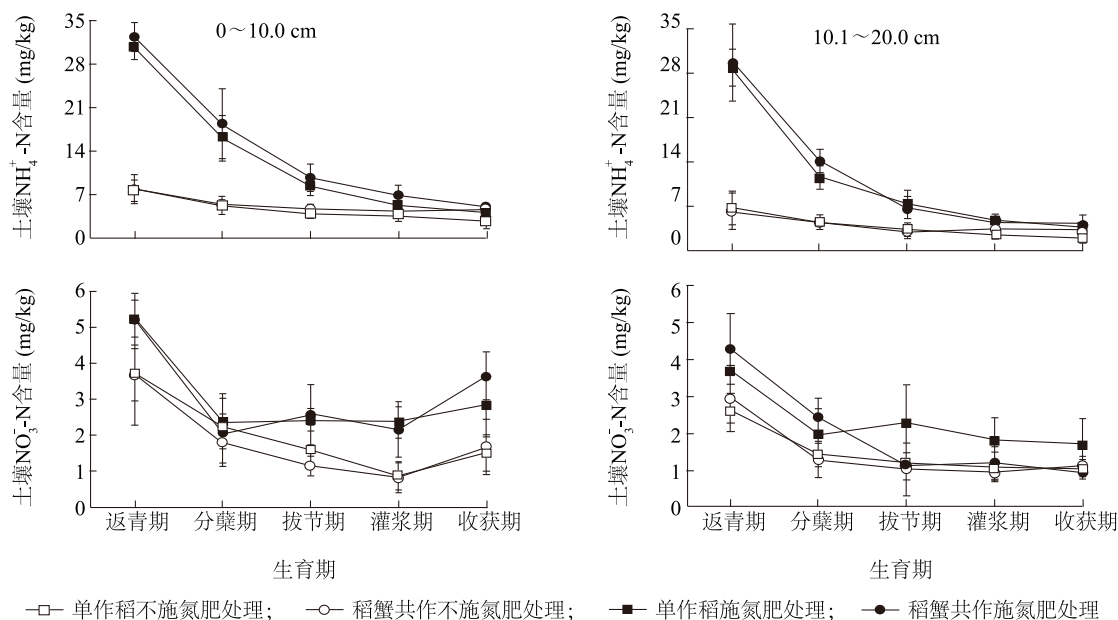 0～10.0 cm
土壤NH₄⁺-N含量 (mg/kg)
35
28
21
14
7
0
10.1～20.0 cm
土壤NH₄⁺-N含量 (mg/kg)
35
28
21
14
7
0
土壤NO₃⁻-N含量 (mg/kg)
6
5
4
3
2
1
0
返青期 分蘖期 拔节期 灌浆期 收获期
生育期
土壤NO₃⁻-N含量 (mg/kg)
6
5
4
3
2
1
0
返青期 分蘖期 拔节期 灌浆期 收获期
生育期
单作稻不施氮肥处理； 稻蟹共作不施氮肥处理； 单作稻施氮肥处理； 稻蟹共作施氮肥处理